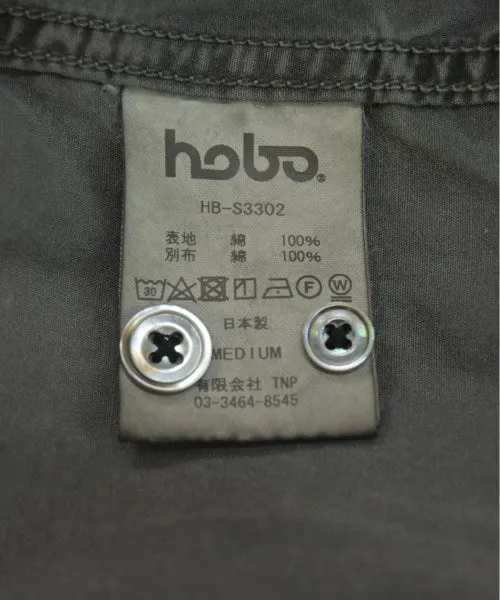 hobo®
HB-S3302
表地 綿 100%
別布 綿 100%
30 F W
日本製
MEDIUM
有限会社 TNP
03-3464-8545